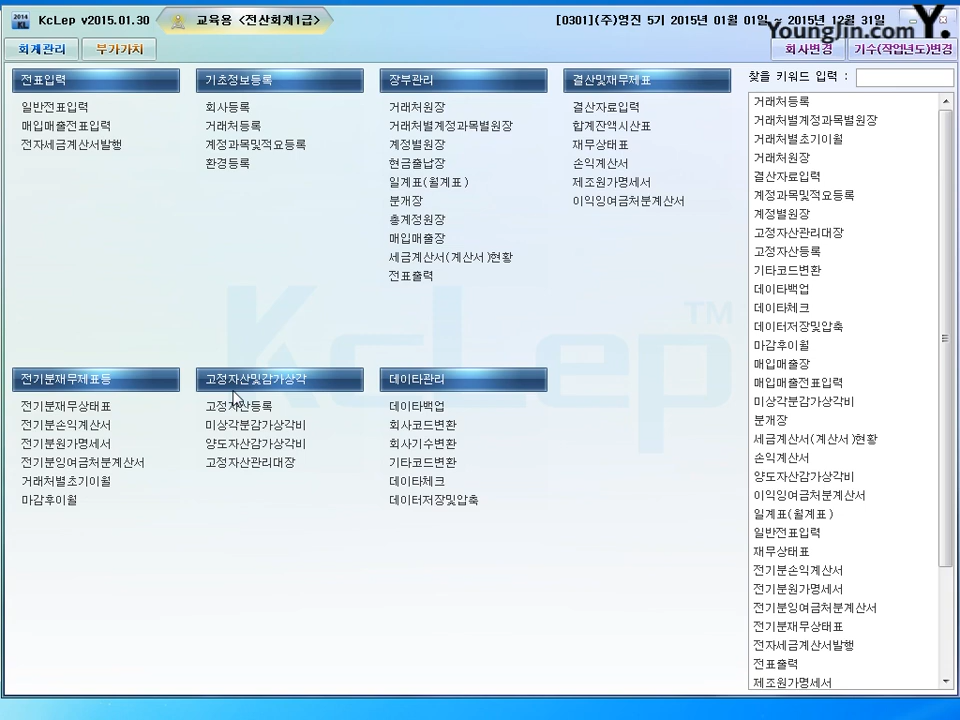 2014 KL KcLep v2015.01.30 교육용 <전산회계1급> [0301](주)영진 5기 2015년 01월 01일 ~ 2015년 12월 31일
YoungJin.com Y.
회계관리 부가가치 회사변경 기수(작업년도)변경
전표입력 기초정보등록 장부관리 결산및재무제표 찾을 키워드 입력 :
일반전표입력
매입매출전표입력
전자세금계산서발행
회사등록
거래처등록
계정과목및적요등록
환경등록
거래처원장
거래처별계정과목별원장
계정별원장
현금출납장
일계표(월계표)
분개장
총계정원장
매입매출장
세금계산서(계산서)현황
전표출력
결산자료입력
합계잔액시산표
재무상태표
손익계산서
제조원가명세서
이익잉여금처분계산서
KcLep TM
전기분재무제표등 고정자산및감가상각 데이타관리
전기분재무상태표
전기분손익계산서
전기분원가명세서
전기분잉여금처분계산서
거래처별초기이월
마감후이월
고정자산등록
미상각분감가상각비
양도자산감가상각비
고정자산관리대장
데이타백업
회사코드변환
회사기수변환
기타코드변환
데이타체크
데이터저장및압축
거래처등록
거래처별계정과목별원장
거래처별초기이월
거래처원장
결산자료입력
계정과목및적요등록
계정별원장
고정자산관리대장
고정자산등록
기타코드변환
데이타백업
데이타체크
데이터저장및압축
마감후이월
매입매출장
매입매출전표입력
미상각분감가상각비
분개장
세금계산서(계산서)현황
손익계산서
양도자산감가상각비
이익잉여금처분계산서
일계표(월계표)
일반전표입력
재무상태표
전기분손익계산서
전기분원가명세서
전기분잉여금처분계산서
전기분재무상태표
전자세금계산서발행
전표출력
제조원가명세서